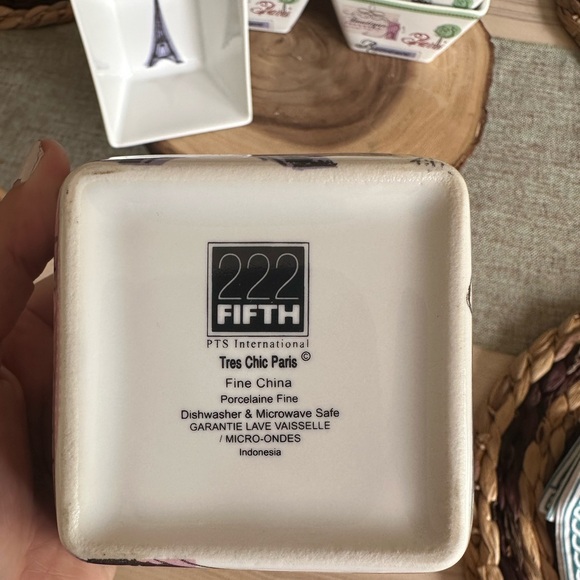 Paris
222
FIFTH
PTS International
Tres Chic Paris ©
Fine China
Porcelaine Fine
Dishwasher & Microwave Safe
GARANTIE LAVE VAISSELLE
/ MICRO-ONDES
Indonesia